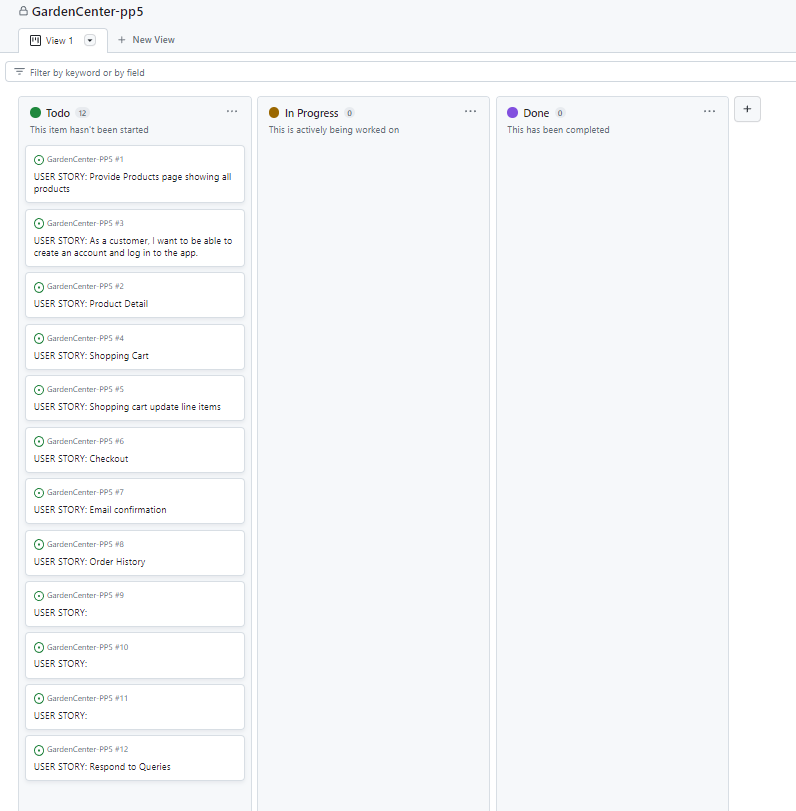 GardenCenter-pp5
View 1
New View
Filter by keyword or by field
Todo 12
This item hasn't been started
GardenCenter-PP5 #1
USER STORY: Provide Products page showing all
products
GardenCenter-PP5 #3
USER STORY: As a customer, I want to be able to
create an account and log in to the app.
GardenCenter-PP5 #2
USER STORY: Product Detail
GardenCenter-PP5 #4
USER STORY: Shopping Cart
GardenCenter-PP5 #5
USER STORY: Shopping cart update line items
GardenCenter-PP5 #6
USER STORY: Checkout
GardenCenter-PP5 #7
USER STORY: Email confirmation
GardenCenter-PP5 #8
USER STORY: Order History
GardenCenter-PP5 #9
USER STORY:
GardenCenter-PP5 #10
USER STORY:
GardenCenter-PP5 #11
USER STORY:
GardenCenter-PP5 #12
USER STORY: Respond to Queries
In Progress 0
This is actively being worked on
Done 0
This has been completed